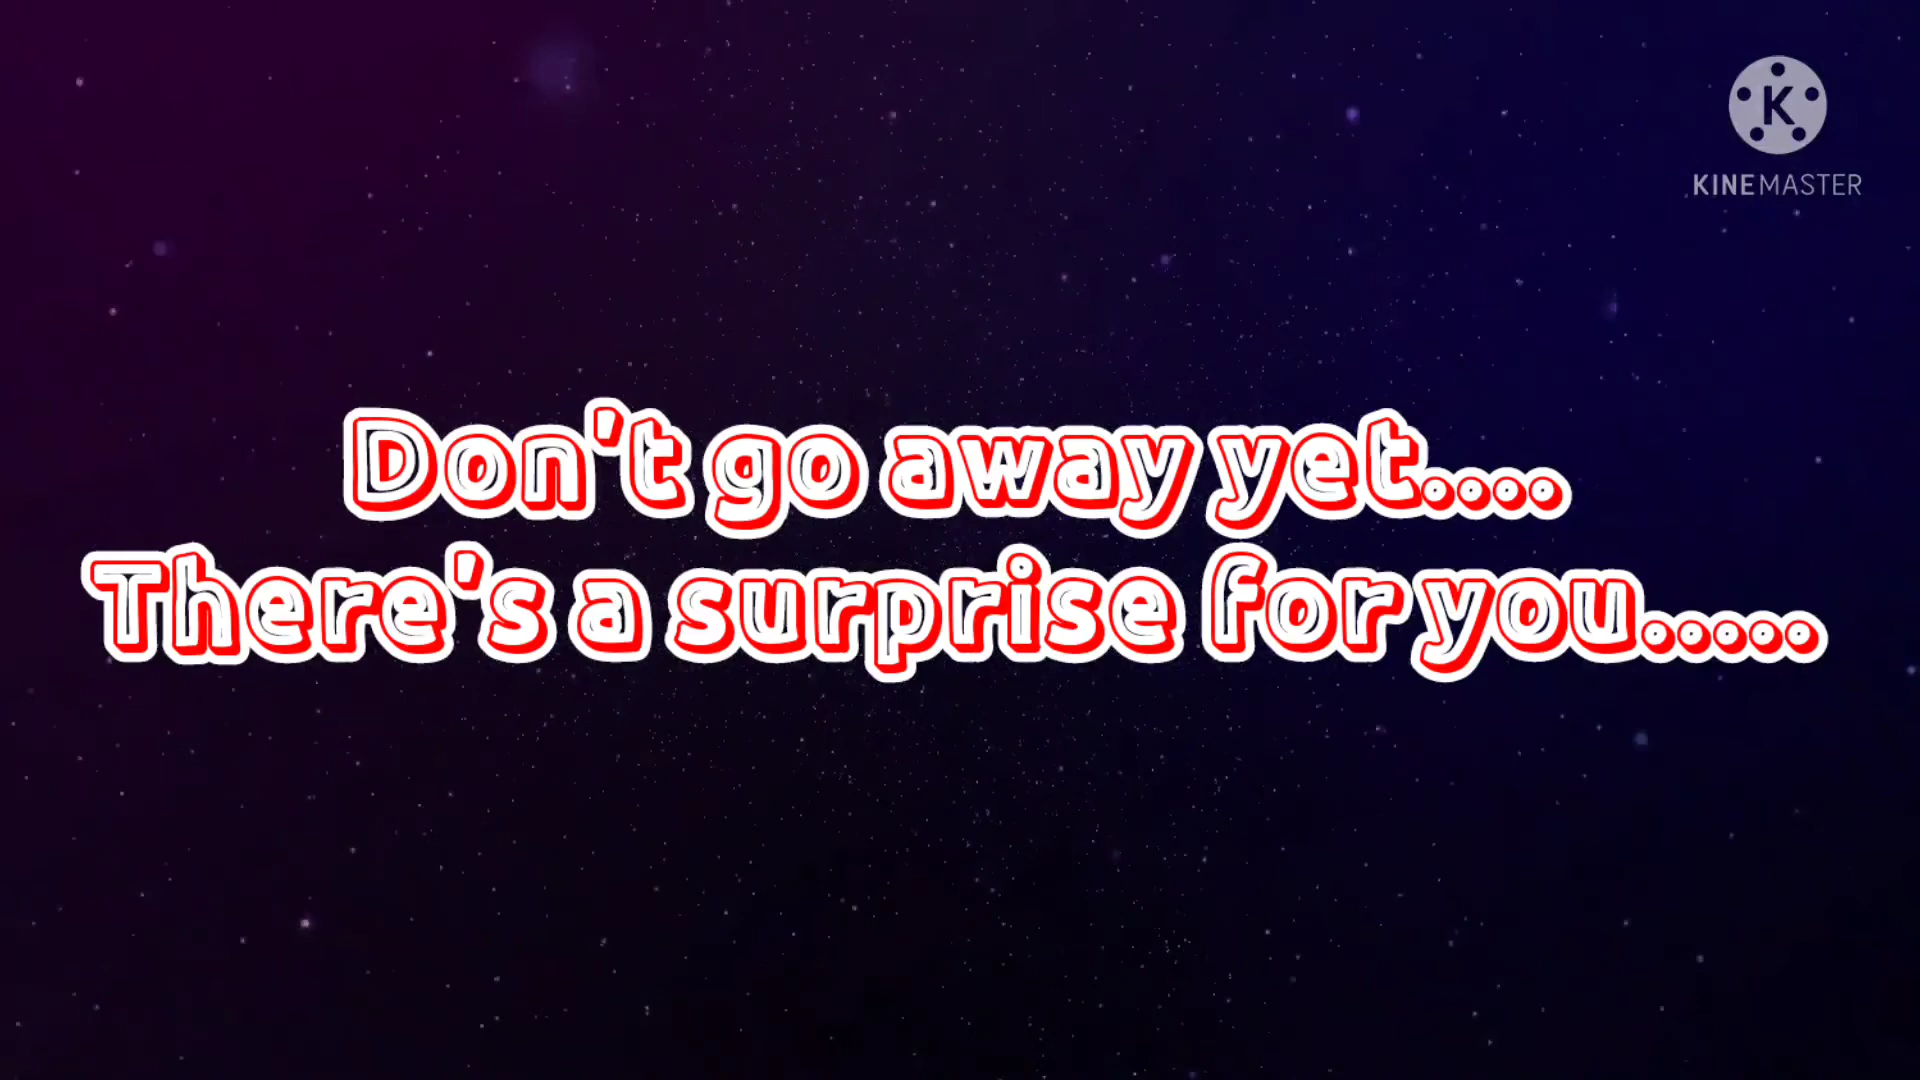 K
KINEMASTER
Don't go away yet....
There's a surprise for you.....